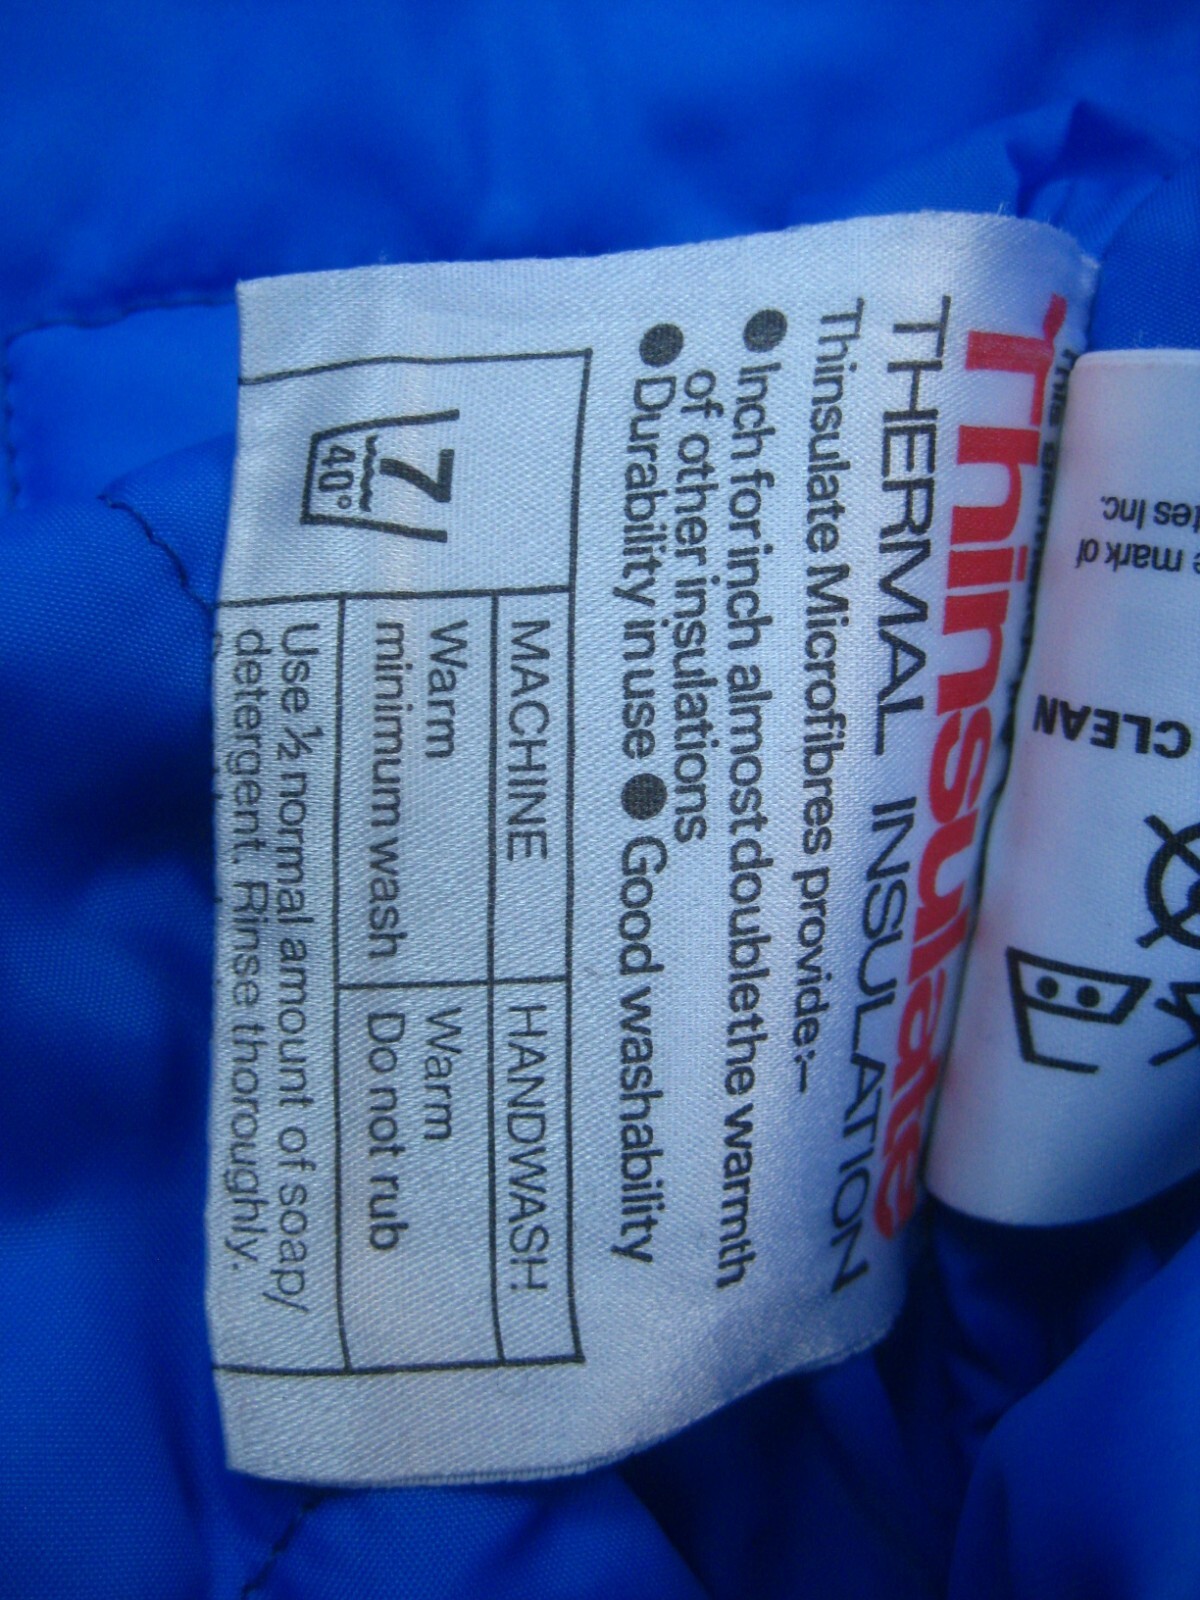 Thinsulate
THERMAL INSULATION
Thinsulate Microfibres provide:–
● Inch for inch almost double the warmth
of other insulations
● Durability in use ● Good washability
MACHINE HANDWASH
7
40°
Warm Warm
minimum wash Do not rub
Use ½ normal amount of soap/
detergent. Rinse thoroughly.
CLEAN
mark of
Inc.